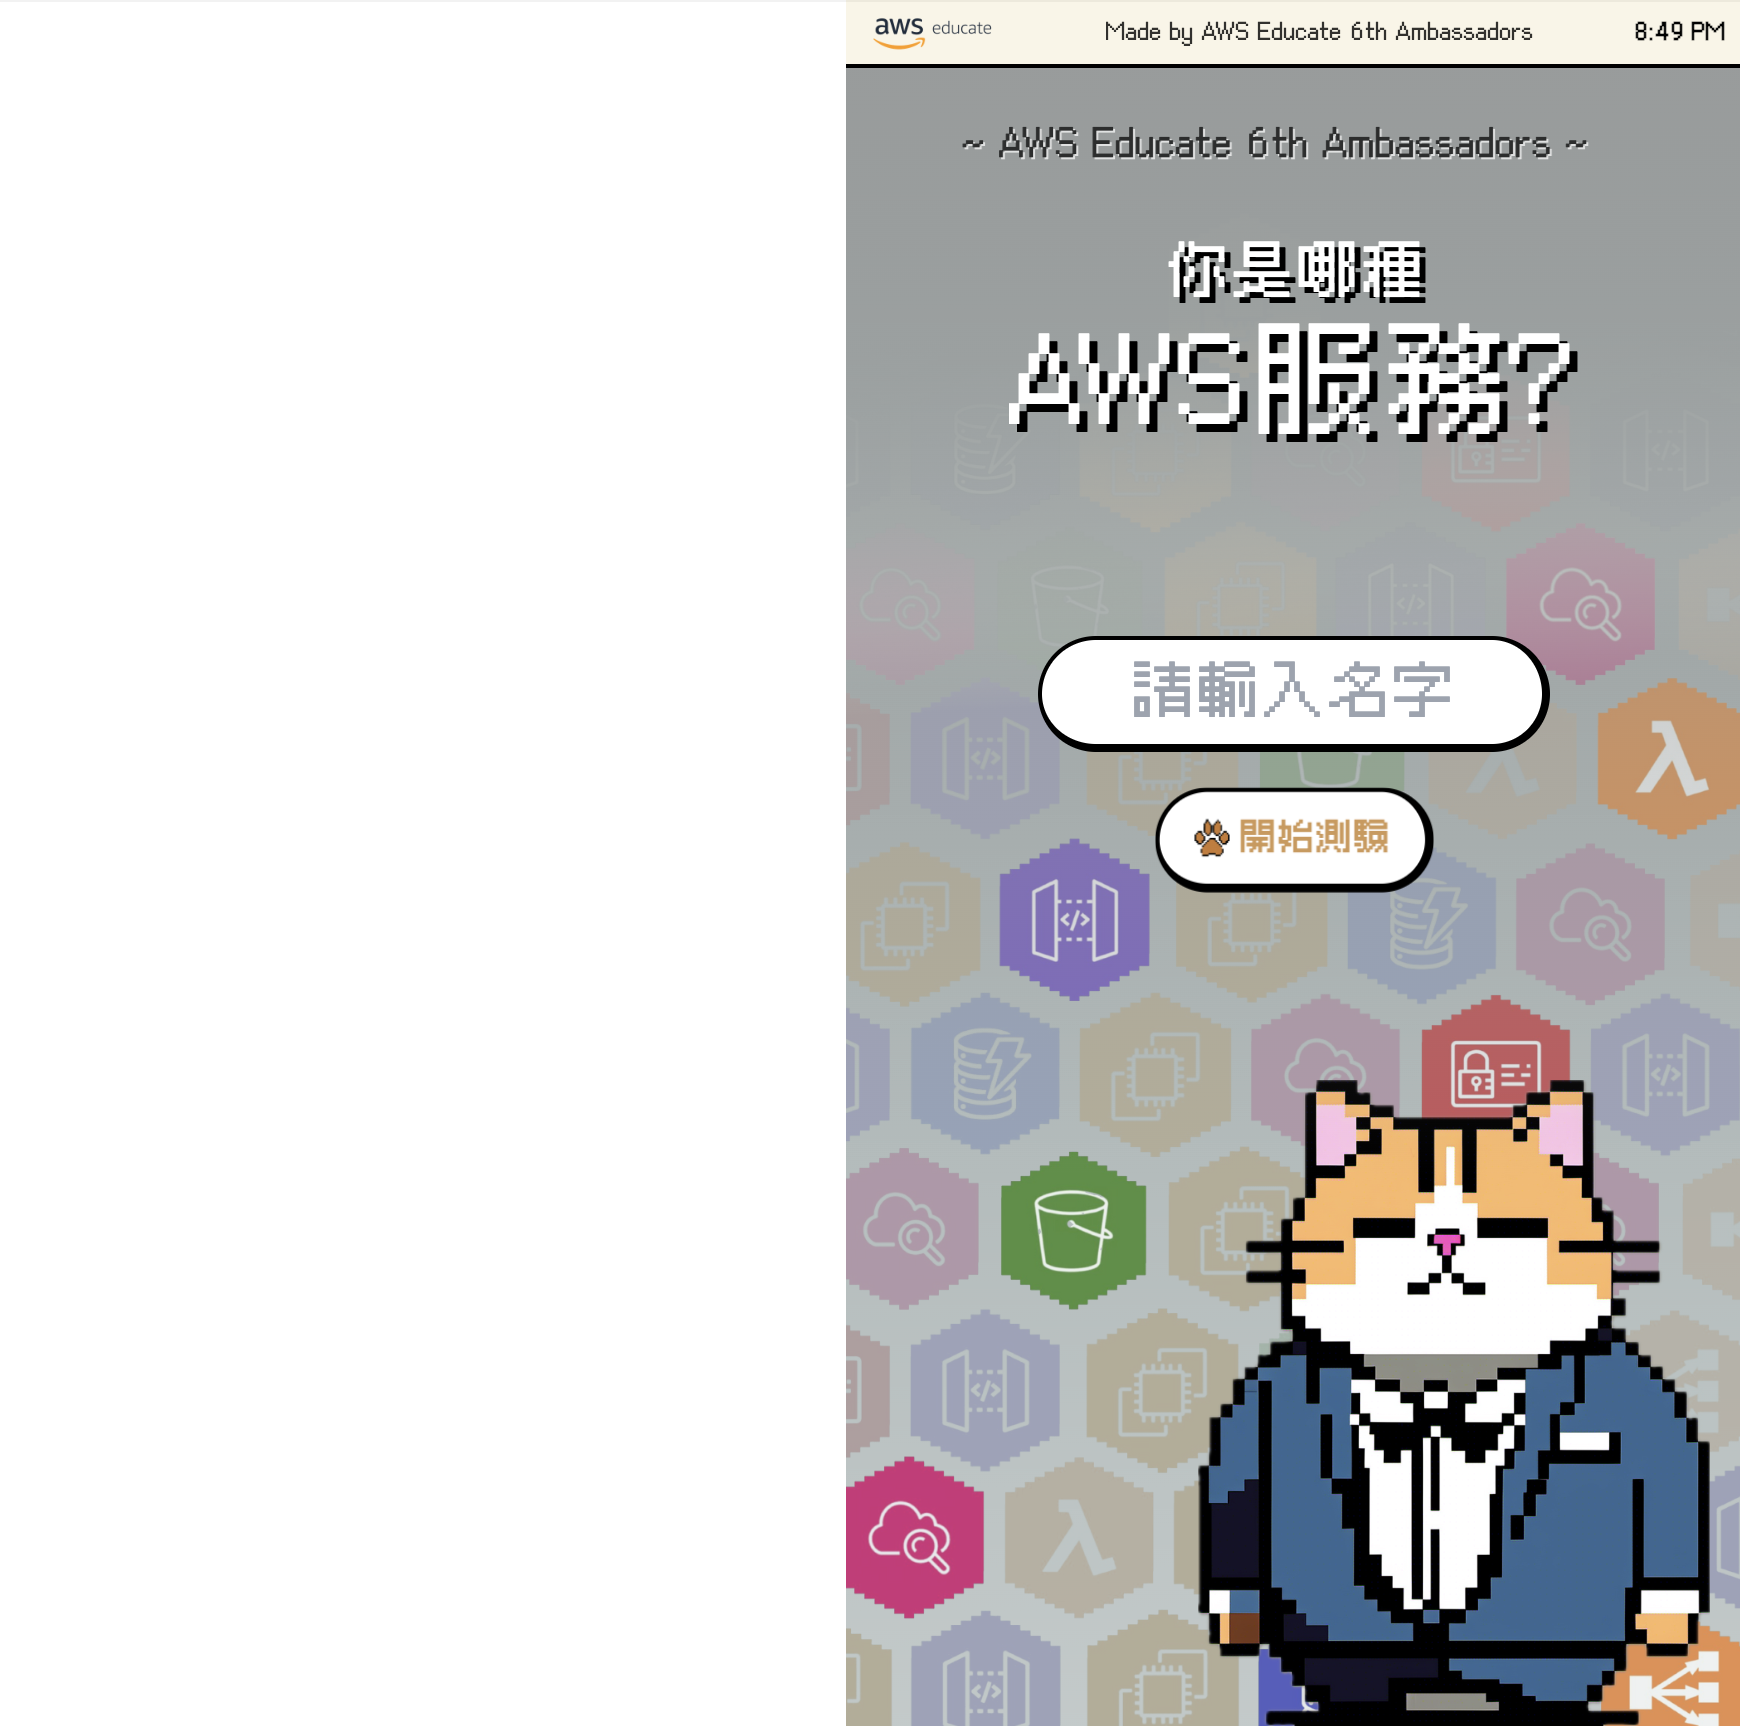 aws educate
Made by AWS Educate 6th Ambassadors
8:49 PM
~ AWS Educate 6th Ambassadors ~
你是哪種
AWS服務?
請輸入名字
開始測驗